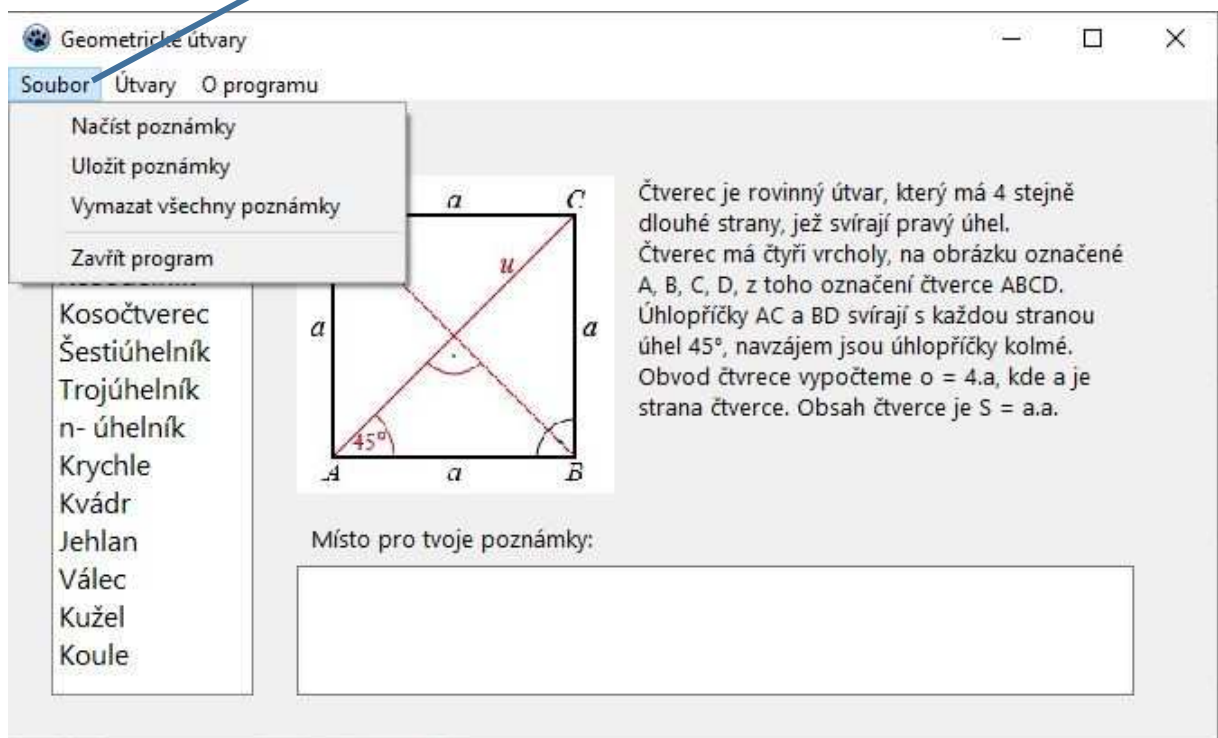 Geometrické útvary
Soubor Útvary O programu
Načíst poznámky
Uložit poznámky
Vymazat všechny poznámky
Zavřít program
Kosočtverec
Šestiúhelník
Trojúhelník
n- úhelník
Krychle
Kvádr
Jehlan
Válec
Kužel
Koule
a
C
u
a
a
45°
A
a
B
Čtverec je rovinný útvar, který má 4 stejně
dlouhé strany, jež svírají pravý úhel.
Čtverec má čtyři vrcholy, na obrázku označené
A, B, C, D, z toho označení čtverce ABCD.
Úhlopříčky AC a BD svírají s každou stranou
úhel 45°, navzájem jsou úhlopříčky kolmé.
Obvod čtvrece vypočteme o = 4.a, kde a je
strana čtverce. Obsah čtverce je S = a.a.
Místo pro tvoje poznámky: